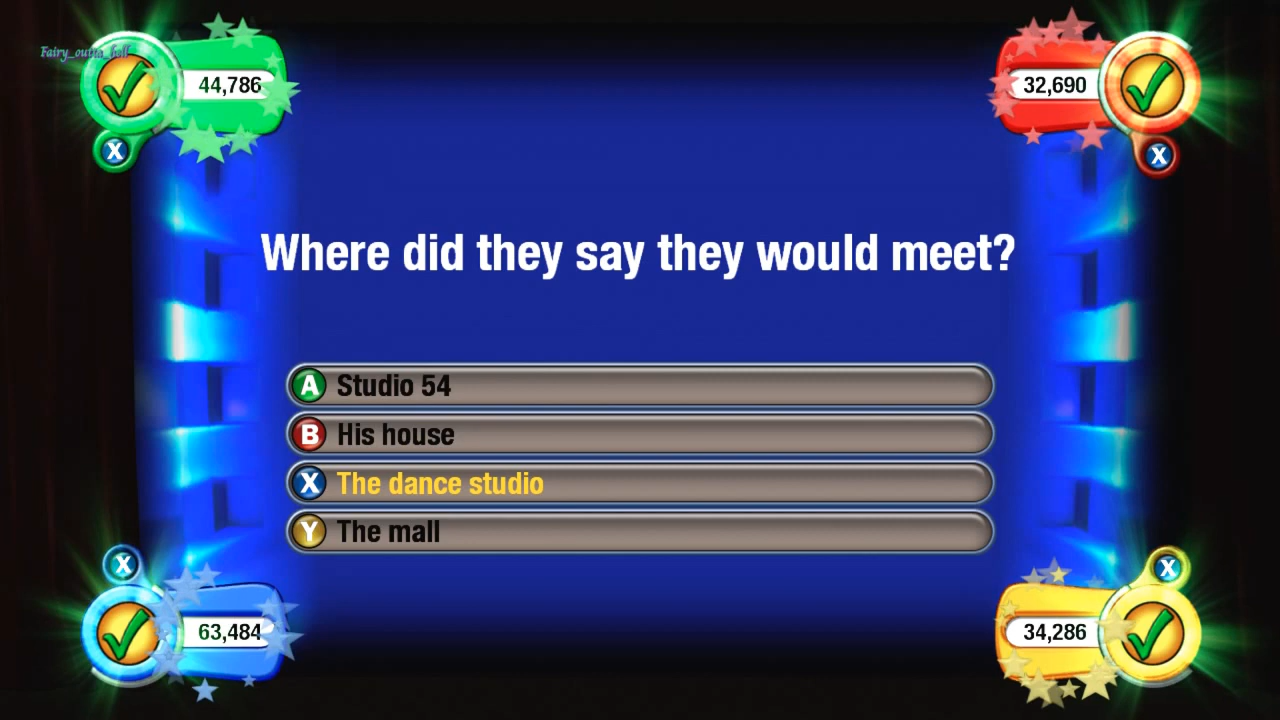 Fairy_outta_hell
44,786
32,690
X
X
Where did they say they would meet?
A Studio 54
B His house
X The dance studio
Y The mall
X
X
63,484
34,286